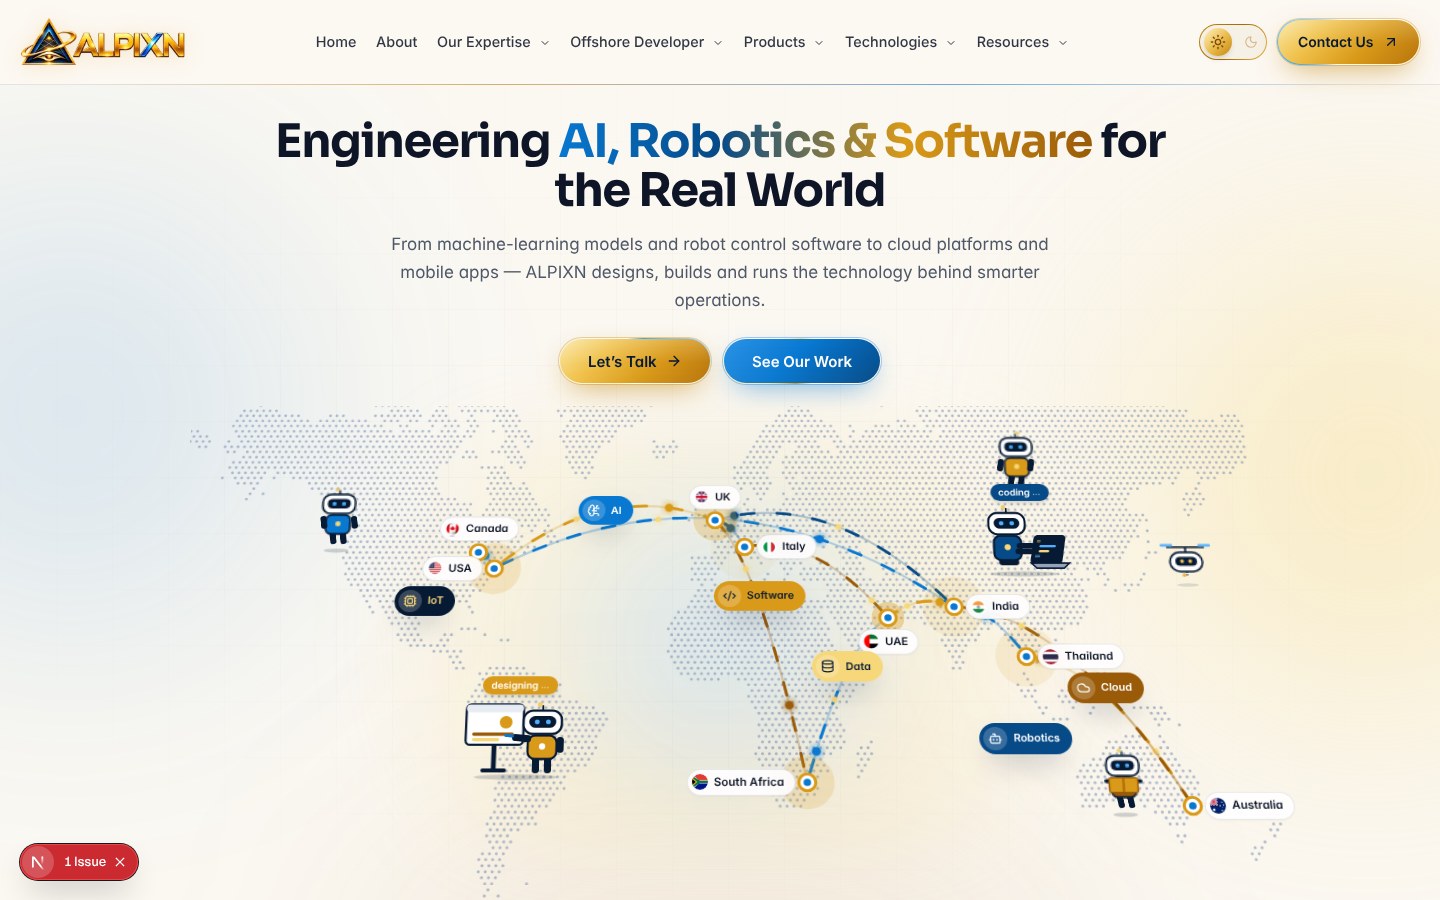 ALPIXN
Home
About
Our Expertise
Offshore Developer
Products
Technologies
Resources
Contact Us
Engineering AI, Robotics & Software for
the Real World
From machine-learning models and robot control software to cloud platforms and
mobile apps — ALPIXN designs, builds and runs the technology behind smarter
operations.
Let’s Talk
See Our Work
coding ...
UK
AI
Canada
Italy
USA
Software
IoT
India
UAE
Thailand
Data
designing ...
Cloud
Robotics
South Africa
Australia
N 1 Issue